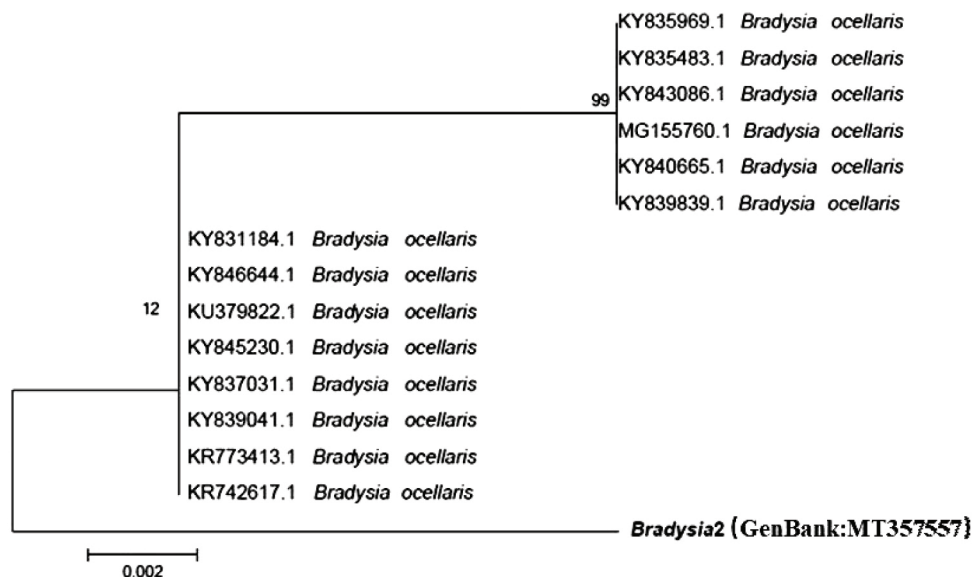 KY835969.1 Bradysia ocellaris
KY835483.1 Bradysia ocellaris
99 KY843086.1 Bradysia ocellaris
MG155760.1 Bradysia ocellaris
KY840665.1 Bradysia ocellaris
KY839839.1 Bradysia ocellaris
KY831184.1 Bradysia ocellaris
KY846644.1 Bradysia ocellaris
12 KU379822.1 Bradysia ocellaris
KY845230.1 Bradysia ocellaris
KY837031.1 Bradysia ocellaris
KY839041.1 Bradysia ocellaris
KR773413.1 Bradysia ocellaris
KR742617.1 Bradysia ocellaris
Bradysia2 (GenBank:MT357557)
0.002